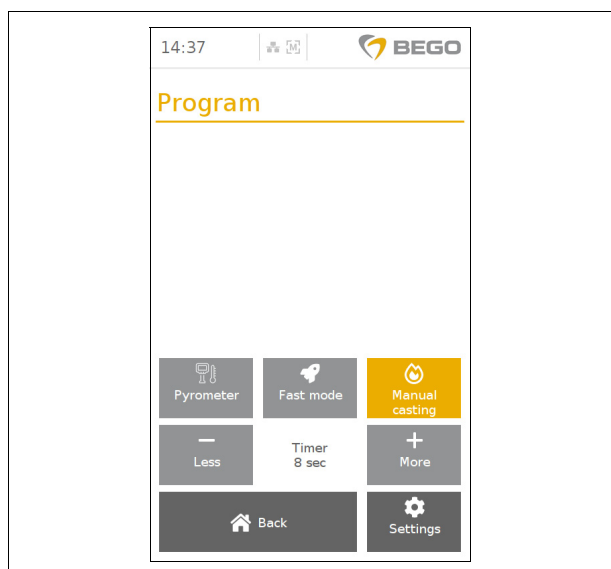 14:37
[M]
BEGO
Program
Pyrometer
Fast mode
Manual
casting
Less
Timer
8 sec
More
Back
Settings